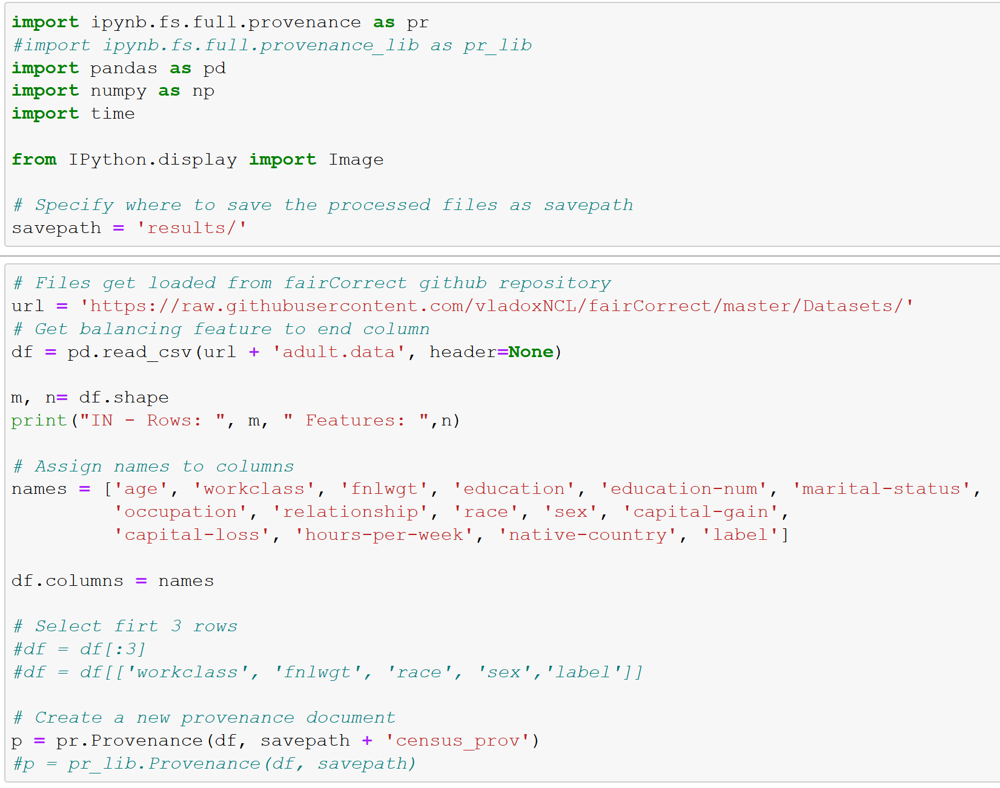 import ipynb.fs.full.provenance as pr
#import ipynb.fs.full.provenance_lib as pr_lib
import pandas as pd
import numpy as np
import time
from IPython.display import Image
# Specify where to save the processed files as savepath
savepath = 'results/'
# Files get loaded from fairCorrect github repository
url = 'https://raw.githubusercontent.com/vladoxNCL/fairCorrect/master/Datasets/'
# Get balancing feature to end column
df = pd.read_csv(url + 'adult.data', header=None)
m, n= df.shape
print("IN - Rows: ", m, " Features: ",n)
# Assign names to columns
names = ['age', 'workclass', 'fnlwgt', 'education', 'education-num', 'marital-status',
'occupation', 'relationship', 'race', 'sex', 'capital-gain',
'capital-loss', 'hours-per-week', 'native-country', 'label']
df.columns = names
# Select firt 3 rows
#df = df[:3]
#df = df[['workclass', 'fnlwgt', 'race', 'sex','label']]
# Create a new provenance document
p = pr.Provenance(df, savepath + 'census_prov')
#p = pr_lib.Provenance(df, savepath)